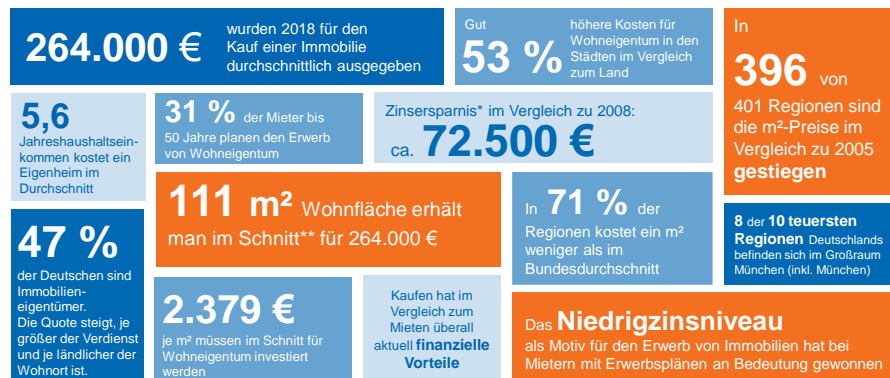 264.000 €
wurden 2018 für den
Kauf einer Immobilie
durchschnittlich ausgegeben
Gut
53 %
höhere Kosten für
Wohneigentum in den
Städten im Vergleich
zum Land
In
396 von
401 Regionen sind
die m²-Preise im
Vergleich zu 2005
gestiegen
5,6
Jahreshaushaltsein-
kommen kostet ein
Eigenheim im
Durchschnitt
31 % der Mieter bis
50 Jahre planen den Erwerb
von Wohneigentum
Zinsersparnis* im Vergleich zu 2008:
ca. 72.500 €
111 m² Wohnfläche erhält
man im Schnitt** für 264.000 €
In 71 % der
Regionen kostet ein m²
weniger als im
Bundesdurchschnitt
8 der 10 teuersten
Regionen Deutschlands
befinden sich im Großraum
München (inkl. München)
47 %
der Deutschen sind
Immobilien-
eigentümer.
Die Quote steigt, je
größer der Verdienst
und je ländlicher der
Wohnort ist.
2.379 €
je m² müssen im Schnitt für
Wohneigentum investiert
werden
Kaufen hat im
Vergleich zum
Mieten überall
aktuell finanzielle
Vorteile
Das Niedrigzinsniveau
als Motiv für den Erwerb von Immobilien hat bei
Mietern mit Erwerbsplänen an Bedeutung gewonnen